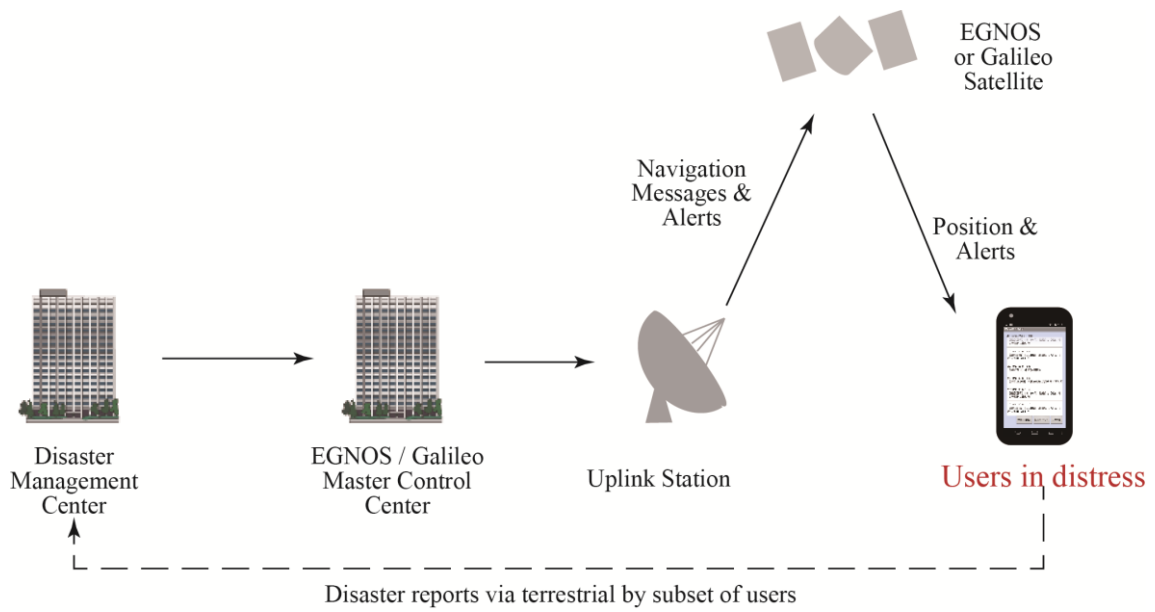 EGNOS
or Galileo
Satellite
Navigation
Messages &
Alerts
Position &
Alerts
Disaster
Management
Center
EGNOS / Galileo
Master Control
Center
Uplink Station
Users in distress
Disaster reports via terrestrial by subset of users